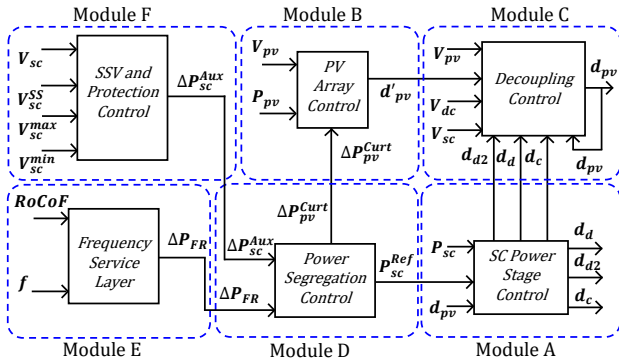 Module F
Module B
Module C
V_sc
V_sc^SS
V_sc^max
V_sc^min
SSV and
Protection
Control
ΔP_sc^Aux
V_pv
P_pv
PV
Array
Control
d'_pv
V_pv
V_dc
V_sc
Decoupling
Control
d_pv
d_pv
d_d2
d_d
d_c
ΔP_pv^Curt
ΔP_pv^Curt
RoCoF
f
Frequency
Service
Layer
ΔP_FR
ΔP_sc^Aux
ΔP_FR
Power
Segregation
Control
P_sc^Ref
P_sc
d_pv
SC Power
Stage
Control
d_d
d_d2
d_c
Module E
Module D
Module A